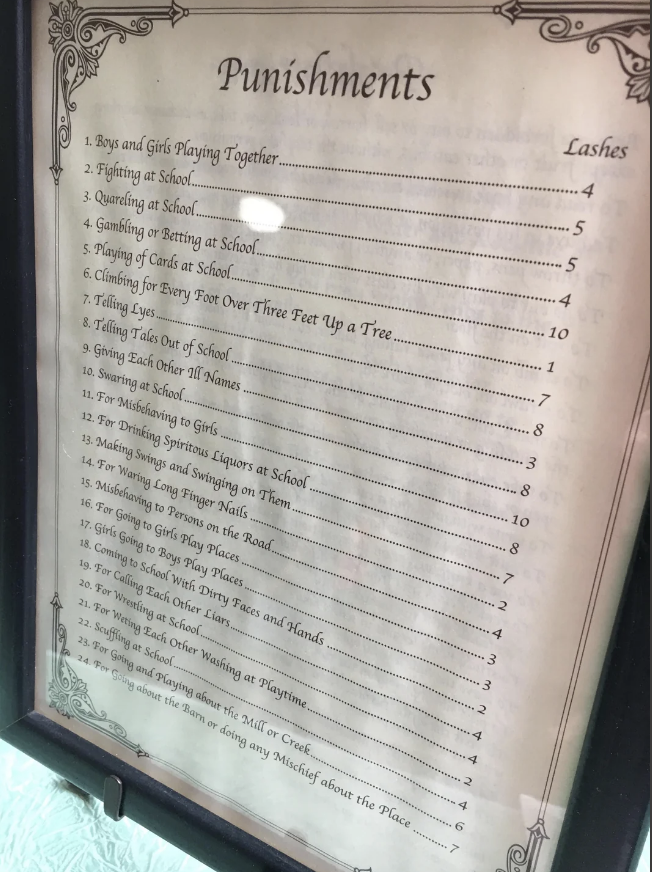 Punishments
Lashes
1. Boys and Girls Playing Together........4
2. Fighting at School........5
3. Quareling at School........5
4. Gambling or Betting at School........4
5. Playing of Cards at School........10
6. Climbing for Every Foot Over Three Feet Up a Tree........1
7. Telling Lyes........7
8. Telling Tales Out of School........8
9. Giving Each Other Ill Names........3
10. Swaring at School........8
11. For Misbehaving to Girls........10
12. For Drinking Spiritous Liquors at School........8
13. Making Swings and Swinging on Them........7
14. For Waring Long Finger Nails........2
15. Misbehaving to Persons on the Road........4
16. For Going to Girls Play Places........3
17. Girls Going to Boys Play Places........3
18. Coming to School With Dirty Faces and Hands........2
19. For Calling Each Other Liars........4
20. For Wrestling at School........4
21. For Weting Each Other Washing at Playtime........2
22. Scuffling at School........4
23. For Going and Playing about the Mill or Creek........6
24. For Going about the Barn or doing any Mischief about the Place........7